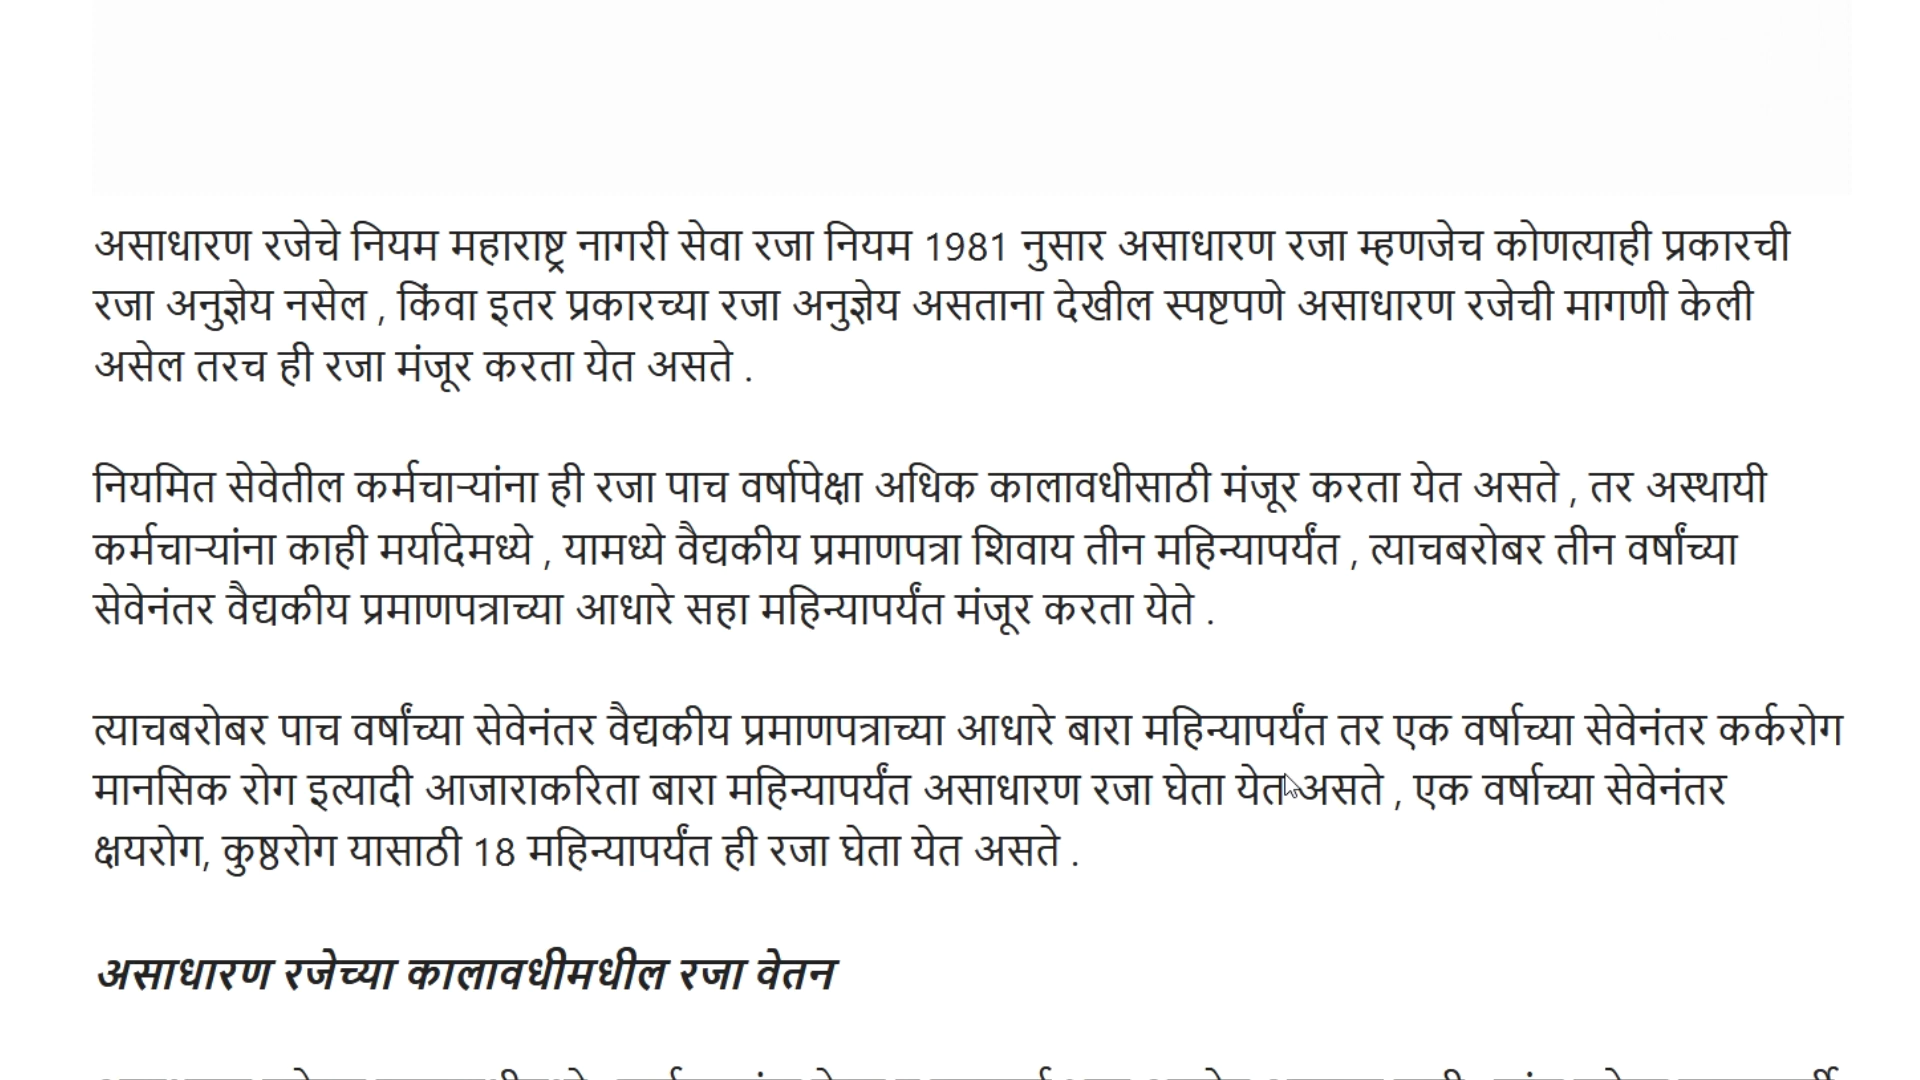 असाधारण रजेचे नियम महाराष्ट्र नागरी सेवा रजा नियम 1981 नुसार असाधारण रजा म्हणजेच कोणत्याही प्रकारची
रजा अनुज्ञेय नसेल , किंवा इतर प्रकारच्या रजा अनुज्ञेय असताना देखील स्पष्टपणे असाधारण रजेची मागणी केली
असेल तरच ही रजा मंजूर करता येत असते .
नियमित सेवेतील कर्मचाऱ्यांना ही रजा पाच वर्षापेक्षा अधिक कालावधीसाठी मंजूर करता येत असते , तर अस्थायी
कर्मचाऱ्यांना काही मर्यादेमध्ये , यामध्ये वैद्यकीय प्रमाणपत्रा शिवाय तीन महिन्यापर्यंत , त्याचबरोबर तीन वर्षांच्या
सेवेनंतर वैद्यकीय प्रमाणपत्राच्या आधारे सहा महिन्यापर्यंत मंजूर करता येते .
त्याचबरोबर पाच वर्षांच्या सेवेनंतर वैद्यकीय प्रमाणपत्राच्या आधारे बारा महिन्यापर्यंत तर एक वर्षाच्या सेवेनंतर कर्करोग
मानसिक रोग इत्यादी आजाराकरिता बारा महिन्यापर्यंत असाधारण रजा घेता येत असते , एक वर्षाच्या सेवेनंतर
क्षयरोग, कुष्ठरोग यासाठी 18 महिन्यापर्यंत ही रजा घेता येत असते .
असाधारण रजेच्या कालावधीमधील रजा वेतन